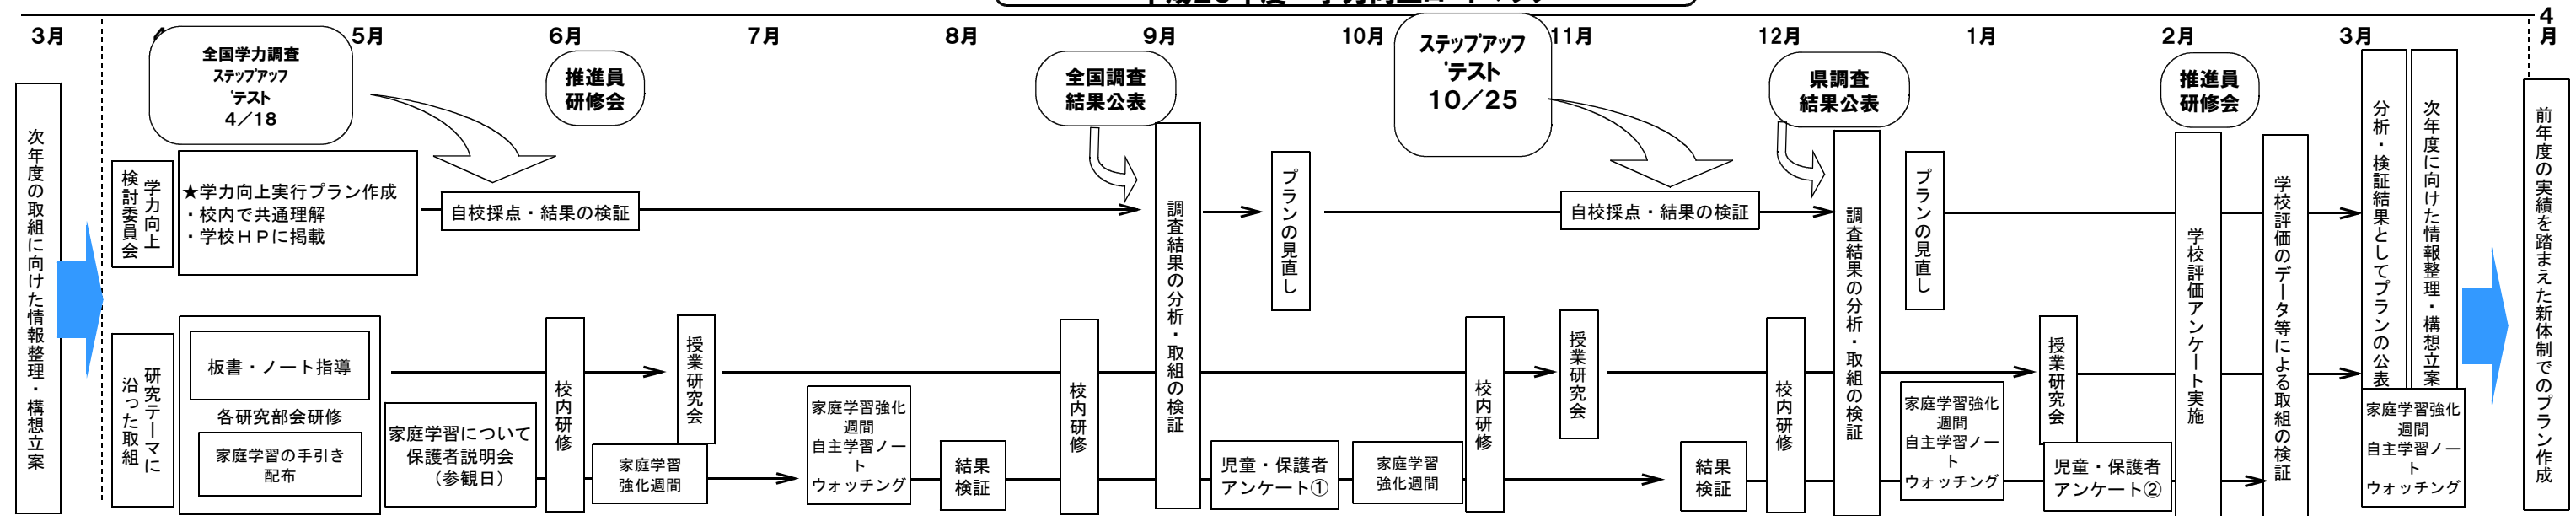 3月
5月
6月
7月
8月
9月
10月
11月
12月
1月
2月
3月
4
月
全国学力調査
ステップアップ
テスト
4／18
推進員
研修会
全国調査
結果公表
ステップアップ
テスト
10／25
県調査
結果公表
推進員
研修会
次年度の取組に向けた情報整理・構想立案
学力向上
検討委員会
★学力向上実行プラン作成
・校内で共通理解
・学校ＨＰに掲載
自校採点・結果の検証
調査結果の分析・取組の検証
プランの見直し
自校採点・結果の検証
調査結果の分析・取組の検証
プランの見直し
学校評価アンケート実施
学校評価のデータ等による取組の検証
分析・検証結果としてプランの公表
次年度に向けた情報整理・構想立案
前年度の実績を踏まえた新体制でのプラン作成
研究テーマに
沿った取組
板書・ノート指導
各研究部会研修
家庭学習の手引き
配布
家庭学習について
保護者説明会
（参観日）
校内研修
授業研究会
家庭学習
強化週間
家庭学習強化
週間
自主学習ノー
ト
ウォッチング
結果
検証
校内研修
児童・保護者
アンケート①
家庭学習
強化週間
校内研修
授業研究会
結果
検証
校内研修
家庭学習強化
週間
自主学習ノー
ト
ウォッチング
授業研究会
児童・保護者
アンケート②
家庭学習強化
週間
自主学習ノー
ト
ウォッチング